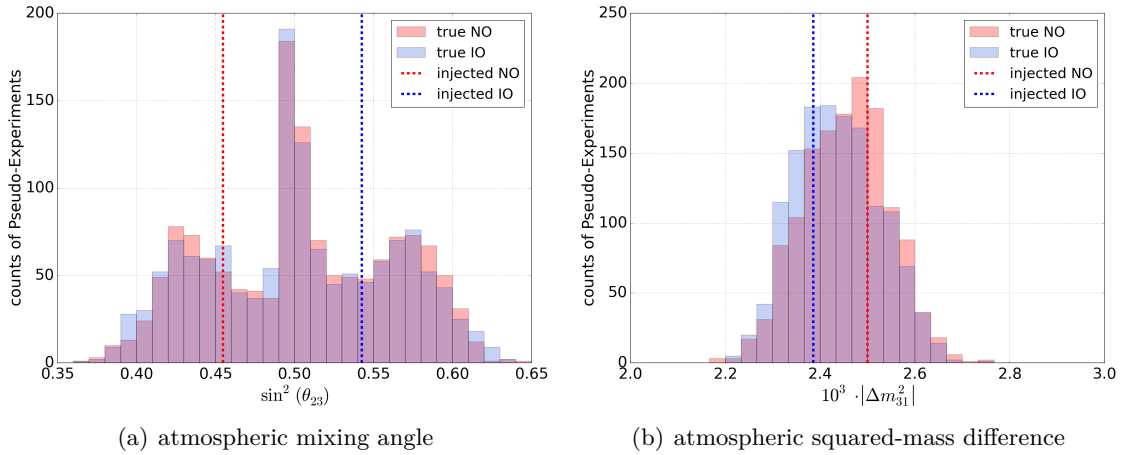 200
150
100
50
0
0.35 0.40 0.45 0.50 0.55 0.60 0.65
counts of Pseudo-Experiments
sin² (θ₂₃)
true NO
true IO
injected NO
injected IO
(a) atmospheric mixing angle
250
200
150
100
50
0
2.0 2.2 2.4 2.6 2.8 3.0
counts of Pseudo-Experiments
10³ ·|Δm²₃₁|
true NO
true IO
injected NO
injected IO
(b) atmospheric squared-mass difference